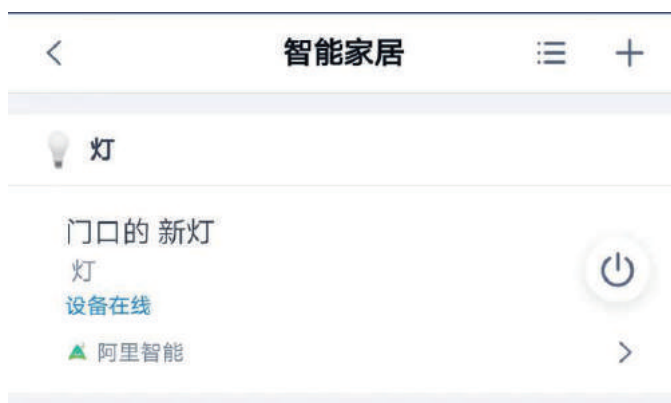 智能家居
灯
门口的 新灯
灯
设备在线
阿里智能